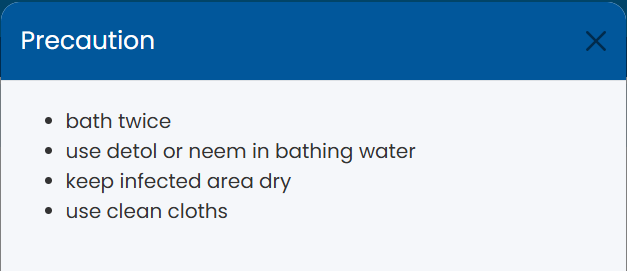 Precaution
bath twice
use detol or neem in bathing water
keep infected area dry
use clean cloths